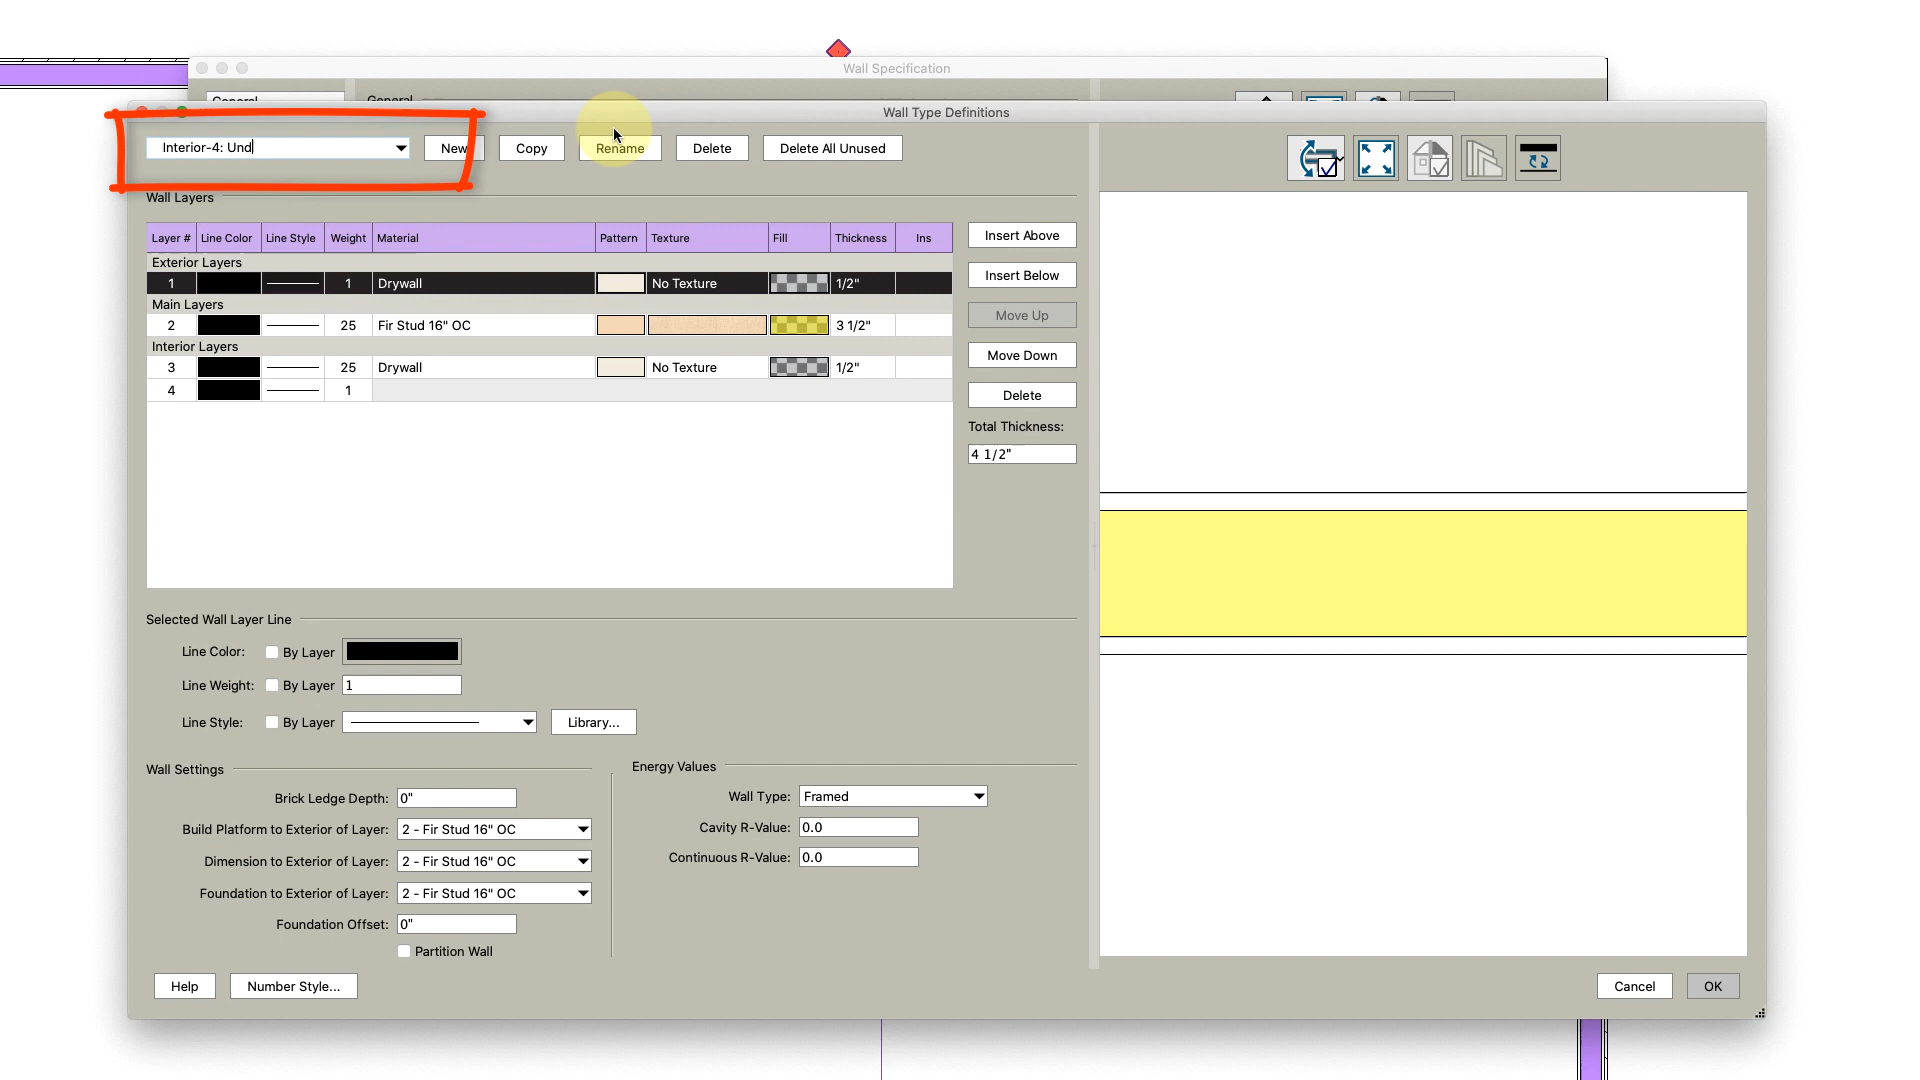 Wall Specification
General
General
Wall Type Definitions
Interior-4: Und
New
Copy
Rename
Delete
Delete All Unused
Wall Layers
Layer # Line Color Line Style Weight Material Pattern Texture Fill Thickness Ins
Exterior Layers
1 1 Drywall No Texture 1/2"
Main Layers
2 25 Fir Stud 16" OC 3 1/2"
Interior Layers
3 25 Drywall No Texture 1/2"
4 1
Insert Above
Insert Below
Move Up
Move Down
Delete
Total Thickness:
4 1/2"
Selected Wall Layer Line
Line Color: By Layer
Line Weight: By Layer 1
Line Style: By Layer Library...
Wall Settings
Brick Ledge Depth: 0"
Build Platform to Exterior of Layer: 2 - Fir Stud 16" OC
Dimension to Exterior of Layer: 2 - Fir Stud 16" OC
Foundation to Exterior of Layer: 2 - Fir Stud 16" OC
Foundation Offset: 0"
Partition Wall
Energy Values
Wall Type: Framed
Cavity R-Value: 0.0
Continuous R-Value: 0.0
Help
Number Style...
Cancel
OK